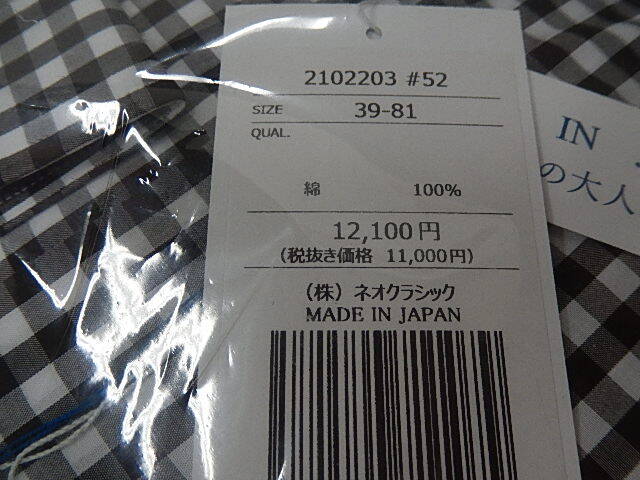 2102203 #52
SIZE 39-81
QUAL.
綿 100%
12,100円
(税抜き価格 11,000円)
(株) ネオクラシック
MADE IN JAPAN
IN
の大人